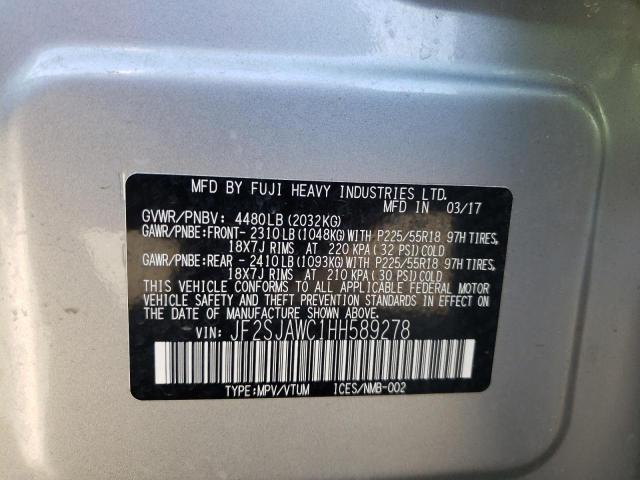 MFD BY FUJI HEAVY INDUSTRIES LTD.
MFD IN 03/17
GVWR/PNBV: 4480LB(2032KG)
GAWR/PNBE:FRONT-2310LB(1048KG)WITH P225/55R18 97H TIRES,
18X7J RIMS AT 220 KPA(32 PSI)COLD
GAWR/PNBE:REAR -2410LB(1093KG)WITH P225/55R18 97H TIRES,
18X7J RIMS AT 210 KPA(30 PSI)COLD
THIS VEHICLE CONFORMS TO ALL APPLICABLE FEDERAL MOTOR
VEHICLE SAFETY AND THEFT PREVENTION STANDARDS IN EFFECT ON
THE DATE OF MANUFACTURE SHOWN ABOVE.
VIN: JF2SJAWC1HH589278
TYPE:MPV/VTUM ICES/NMB-002